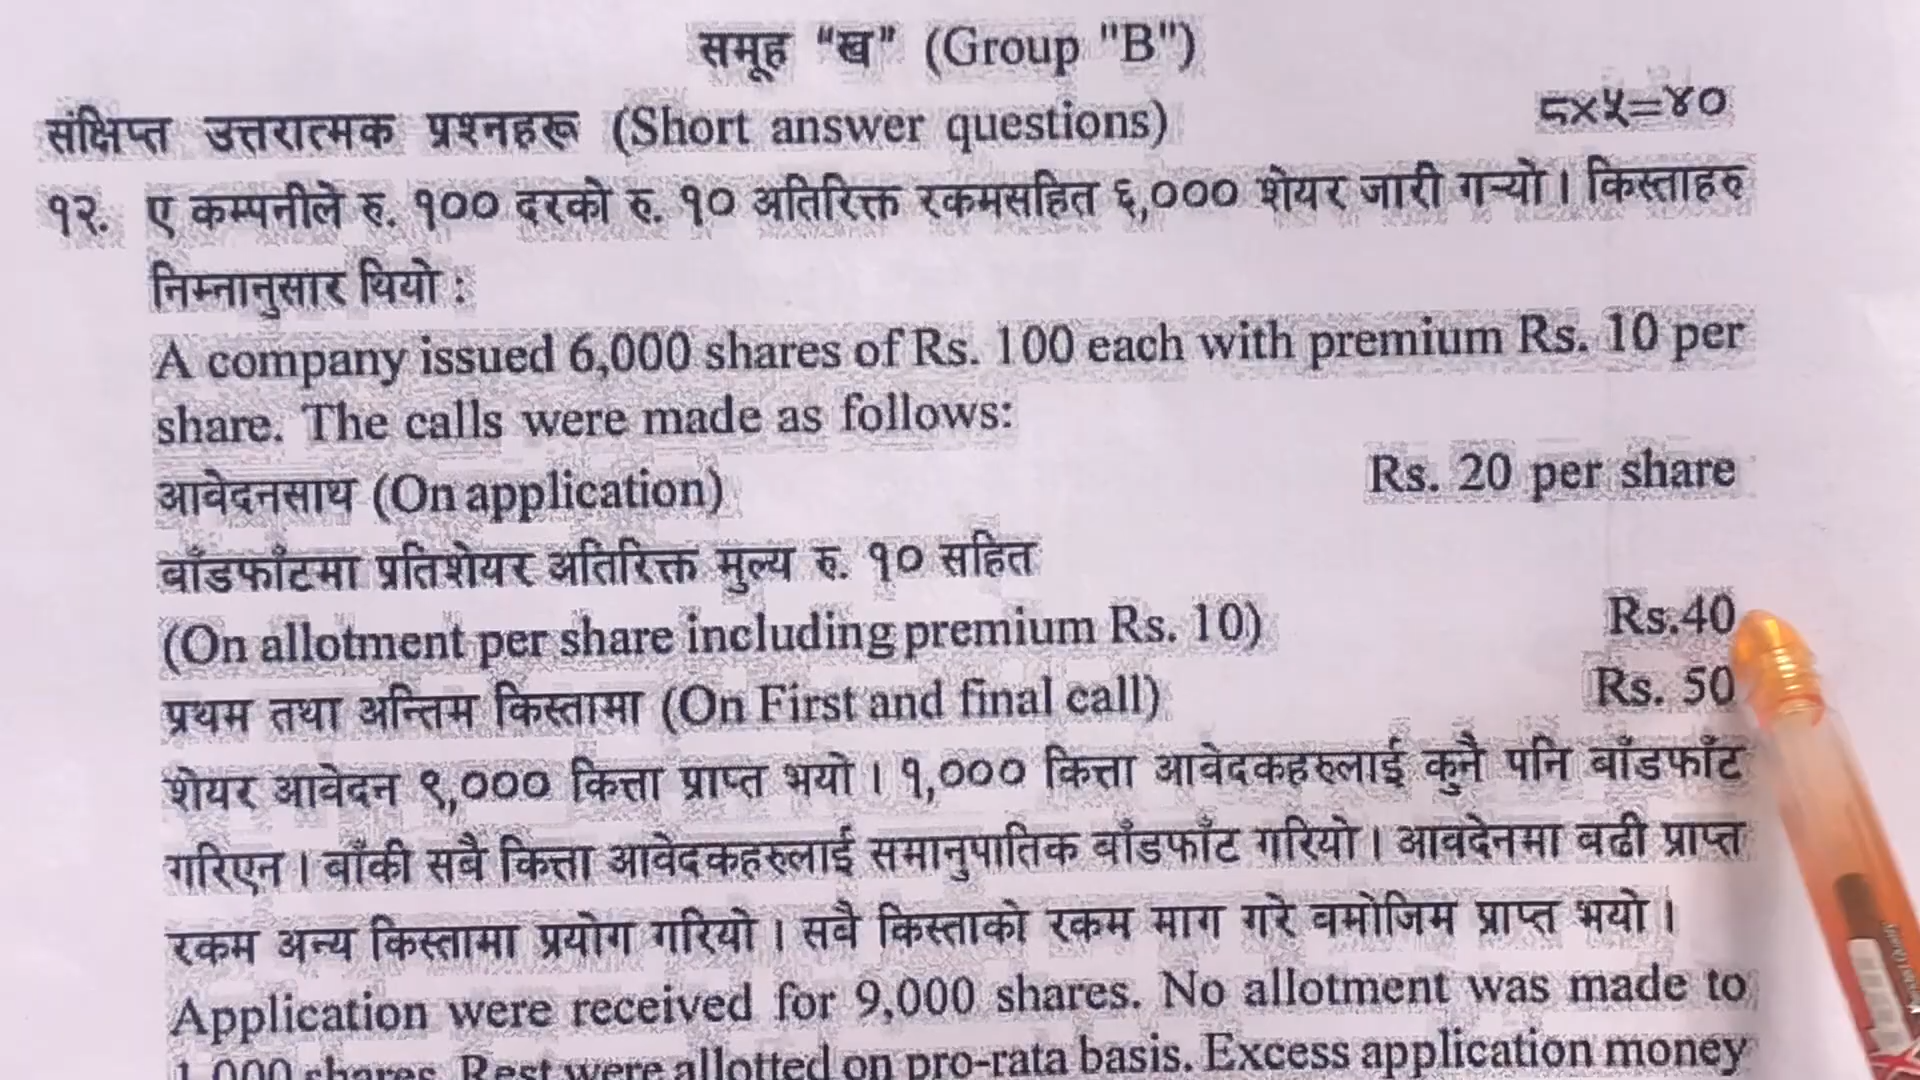 समूह “ख” (Group "B")
संक्षिप्त उत्तरात्मक प्रश्नहरू (Short answer questions) ८×५=४०
१२. ए कम्पनीले रु. १०० दरको रु. १० अतिरिक्त रकमसहित ६,००० शेयर जारी गऱ्यो । किस्ताहरु
निम्नानुसार थियो :
A company issued 6,000 shares of Rs. 100 each with premium Rs. 10 per
share. The calls were made as follows:
आवेदनसाथ (On application) Rs. 20 per share
बाँडफाँटमा प्रतिशेयर अतिरिक्त मुल्य रु. १० सहित
(On allotment per share including premium Rs. 10) Rs.40
प्रथम तथा अन्तिम किस्तामा (On First and final call) Rs. 50
शेयर आवेदन ९,००० कित्ता प्राप्त भयो । १,००० कित्ता आवेदकहरुलाई कुनै पनि बाँडफाँट
गरिएन । बाँकी सबै कित्ता आवेदकहरुलाई समानुपातिक बाँडफाँट गरियो । आवदेनमा बढी प्राप्त
रकम अन्य किस्तामा प्रयोग गरियो । सबै किस्ताको रकम माग गरे बमोजिम प्राप्त भयो ।
Application were received for 9,000 shares. No allotment was made to
1,000 shares. Rest were allotted on pro-rata basis. Excess application money